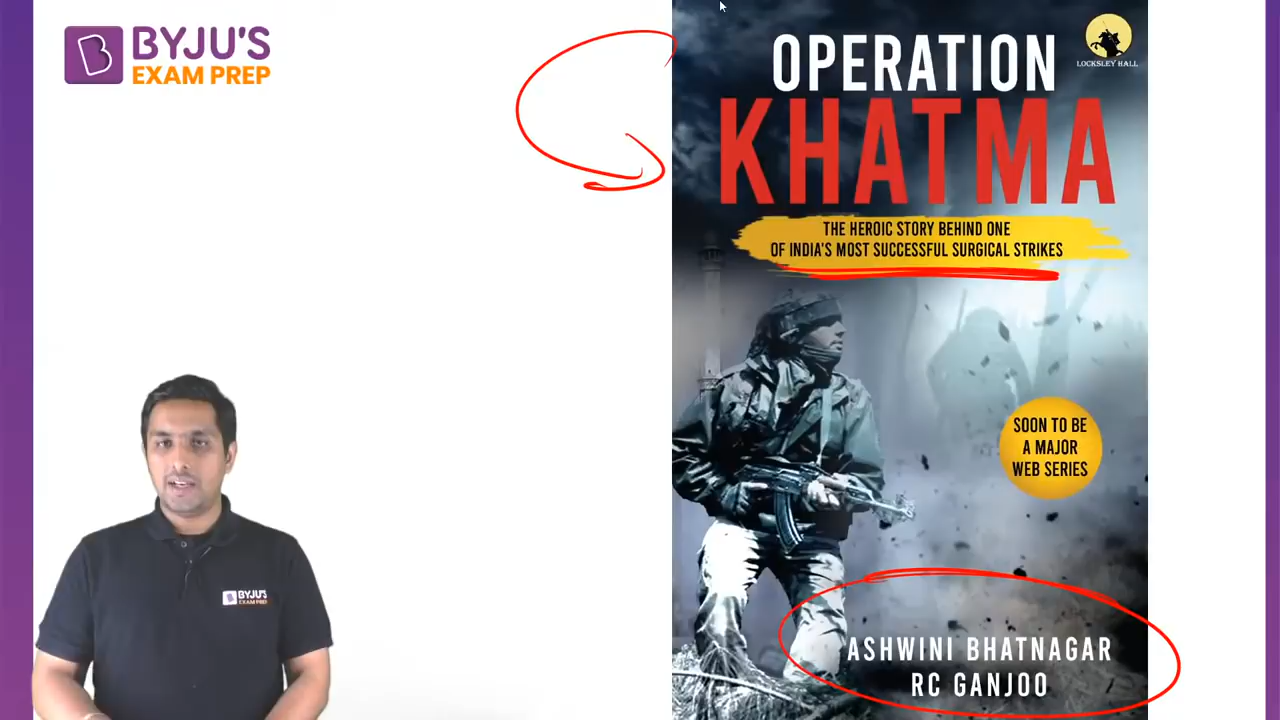 BYJU'S
EXAM PREP
OPERATION
LOCKSLEY HALL
KHATMA
THE HEROIC STORY BEHIND ONE
OF INDIA'S MOST SUCCESSFUL SURGICAL STRIKES
SOON TO BE
A MAJOR
WEB SERIES
BYJU'S
EXAM PREP
ASHWINI BHATNAGAR
RC GANJOO